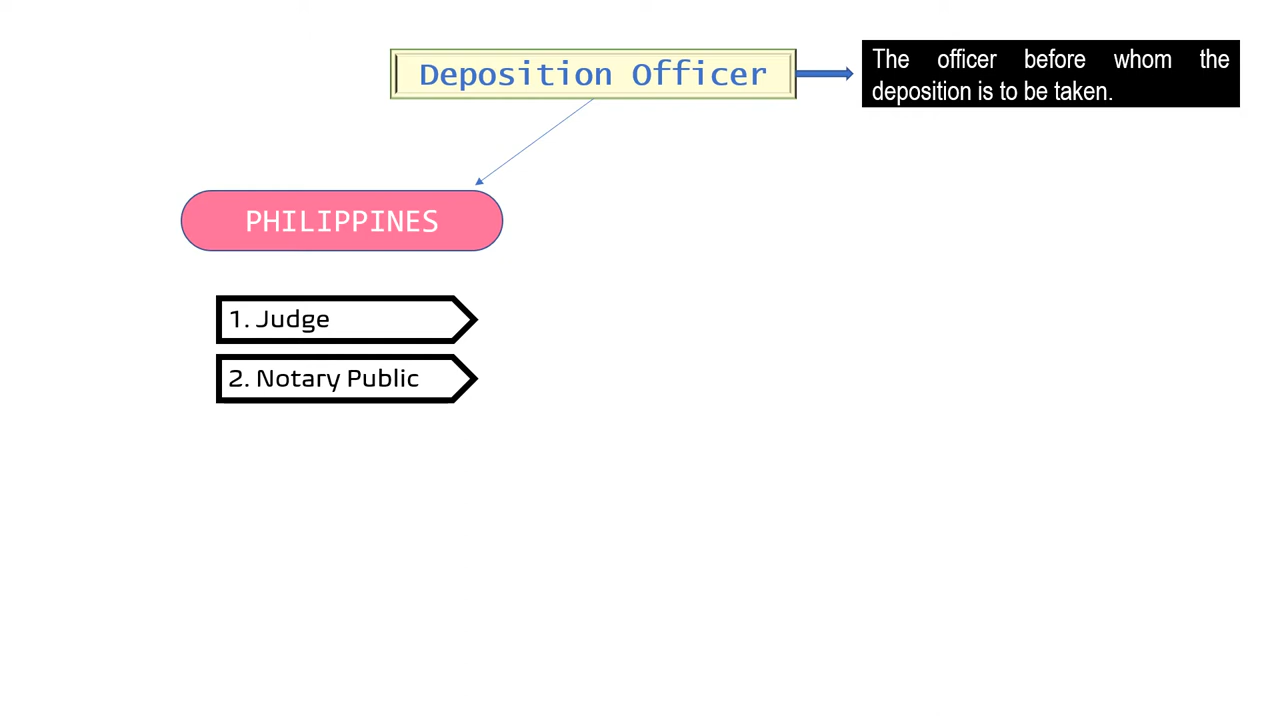 Deposition Officer
The officer before whom the
deposition is to be taken.
PHILIPPINES
1. Judge
2. Notary Public